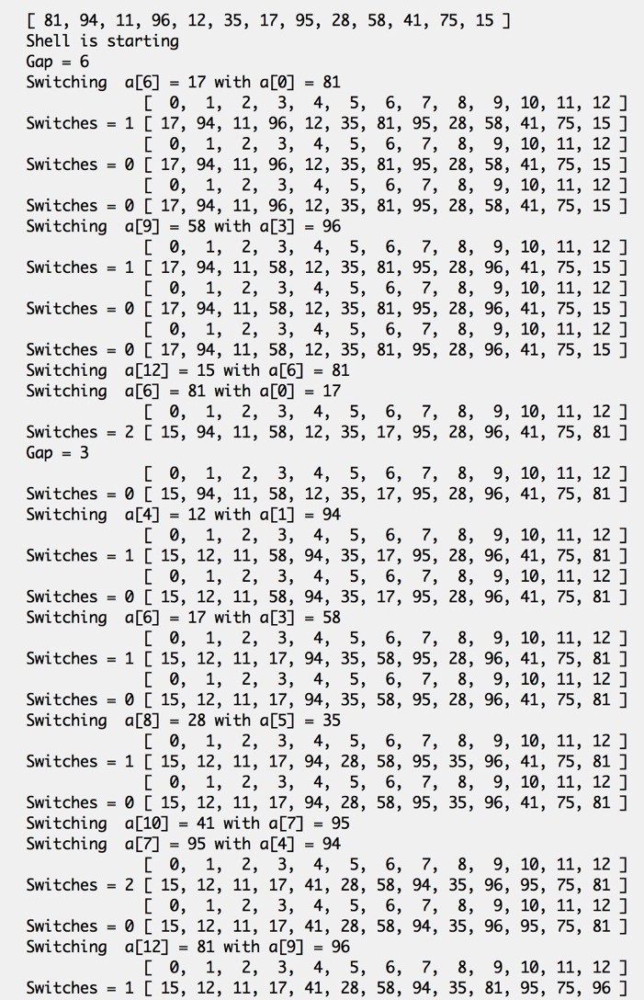 [ 81, 94, 11, 96, 12, 35, 17, 95, 28, 58, 41, 75, 15 ]
Shell is starting
Gap = 6
Switching  a[6] = 17 with a[0] = 81
[  0,  1,  2,  3,  4,  5,  6,  7,  8,  9, 10, 11, 12 ]
Switches = 1 [ 17, 94, 11, 96, 12, 35, 81, 95, 28, 58, 41, 75, 15 ]
[  0,  1,  2,  3,  4,  5,  6,  7,  8,  9, 10, 11, 12 ]
Switches = 0 [ 17, 94, 11, 96, 12, 35, 81, 95, 28, 58, 41, 75, 15 ]
[  0,  1,  2,  3,  4,  5,  6,  7,  8,  9, 10, 11, 12 ]
Switches = 0 [ 17, 94, 11, 96, 12, 35, 81, 95, 28, 58, 41, 75, 15 ]
Switching  a[9] = 58 with a[3] = 96
[  0,  1,  2,  3,  4,  5,  6,  7,  8,  9, 10, 11, 12 ]
Switches = 1 [ 17, 94, 11, 58, 12, 35, 81, 95, 28, 96, 41, 75, 15 ]
[  0,  1,  2,  3,  4,  5,  6,  7,  8,  9, 10, 11, 12 ]
Switches = 0 [ 17, 94, 11, 58, 12, 35, 81, 95, 28, 96, 41, 75, 15 ]
[  0,  1,  2,  3,  4,  5,  6,  7,  8,  9, 10, 11, 12 ]
Switches = 0 [ 17, 94, 11, 58, 12, 35, 81, 95, 28, 96, 41, 75, 15 ]
Switching  a[12] = 15 with a[6] = 81
Switching  a[6] = 81 with a[0] = 17
[  0,  1,  2,  3,  4,  5,  6,  7,  8,  9, 10, 11, 12 ]
Switches = 2 [ 15, 94, 11, 58, 12, 35, 17, 95, 28, 96, 41, 75, 81 ]
Gap = 3
[  0,  1,  2,  3,  4,  5,  6,  7,  8,  9, 10, 11, 12 ]
Switches = 0 [ 15, 94, 11, 58, 12, 35, 17, 95, 28, 96, 41, 75, 81 ]
Switching  a[4] = 12 with a[1] = 94
[  0,  1,  2,  3,  4,  5,  6,  7,  8,  9, 10, 11, 12 ]
Switches = 1 [ 15, 12, 11, 58, 94, 35, 17, 95, 28, 96, 41, 75, 81 ]
[  0,  1,  2,  3,  4,  5,  6,  7,  8,  9, 10, 11, 12 ]
Switches = 0 [ 15, 12, 11, 58, 94, 35, 17, 95, 28, 96, 41, 75, 81 ]
Switching  a[6] = 17 with a[3] = 58
[  0,  1,  2,  3,  4,  5,  6,  7,  8,  9, 10, 11, 12 ]
Switches = 1 [ 15, 12, 11, 17, 94, 35, 58, 95, 28, 96, 41, 75, 81 ]
[  0,  1,  2,  3,  4,  5,  6,  7,  8,  9, 10, 11, 12 ]
Switches = 0 [ 15, 12, 11, 17, 94, 35, 58, 95, 28, 96, 41, 75, 81 ]
Switching  a[8] = 28 with a[5] = 35
[  0,  1,  2,  3,  4,  5,  6,  7,  8,  9, 10, 11, 12 ]
Switches = 1 [ 15, 12, 11, 17, 94, 28, 58, 95, 35, 96, 41, 75, 81 ]
[  0,  1,  2,  3,  4,  5,  6,  7,  8,  9, 10, 11, 12 ]
Switches = 0 [ 15, 12, 11, 17, 94, 28, 58, 95, 35, 96, 41, 75, 81 ]
Switching  a[10] = 41 with a[7] = 95
Switching  a[7] = 95 with a[4] = 94
[  0,  1,  2,  3,  4,  5,  6,  7,  8,  9, 10, 11, 12 ]
Switches = 2 [ 15, 12, 11, 17, 41, 28, 58, 94, 35, 96, 95, 75, 81 ]
[  0,  1,  2,  3,  4,  5,  6,  7,  8,  9, 10, 11, 12 ]
Switches = 0 [ 15, 12, 11, 17, 41, 28, 58, 94, 35, 96, 95, 75, 81 ]
Switching  a[12] = 81 with a[9] = 96
[  0,  1,  2,  3,  4,  5,  6,  7,  8,  9, 10, 11, 12 ]
Switches = 1 [ 15, 12, 11, 17, 41, 28, 58, 94, 35, 81, 95, 75, 96 ]